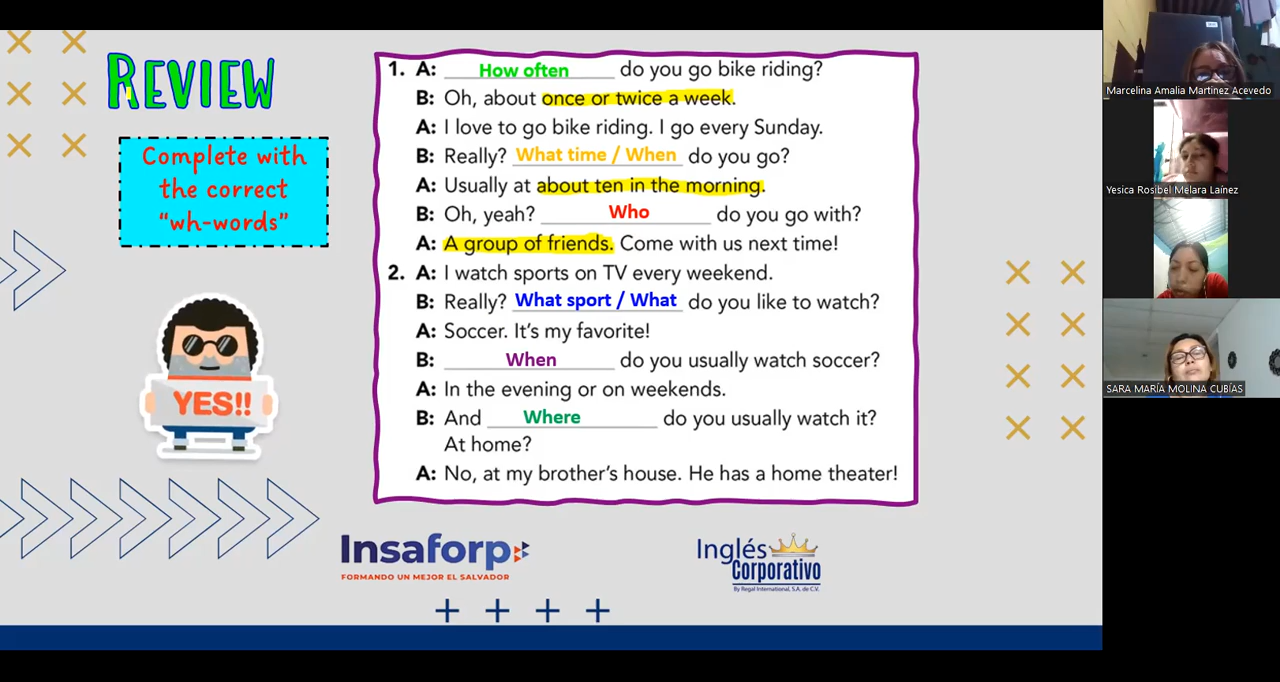 REVIEW
Complete with
the correct
“wh-words”
YES!!
1. A: How often do you go bike riding?
B: Oh, about once or twice a week.
A: I love to go bike riding. I go every Sunday.
B: Really? What time / When do you go?
A: Usually at about ten in the morning.
B: Oh, yeah? Who do you go with?
A: A group of friends. Come with us next time!
2. A: I watch sports on TV every weekend.
B: Really? What sport / What do you like to watch?
A: Soccer. It's my favorite!
B: When do you usually watch soccer?
A: In the evening or on weekends.
B: And Where do you usually watch it?
At home?
A: No, at my brother's house. He has a home theater!
Insaforp
FORMANDO UN MEJOR EL SALVADOR
Inglés
Corporativo
By Regal International, S.A. de C.V.
Marcelina Amalia Martinez Acevedo
Yesica Rosibel Melara Laínez
SARA MARÍA MOLINA CUBÍAS